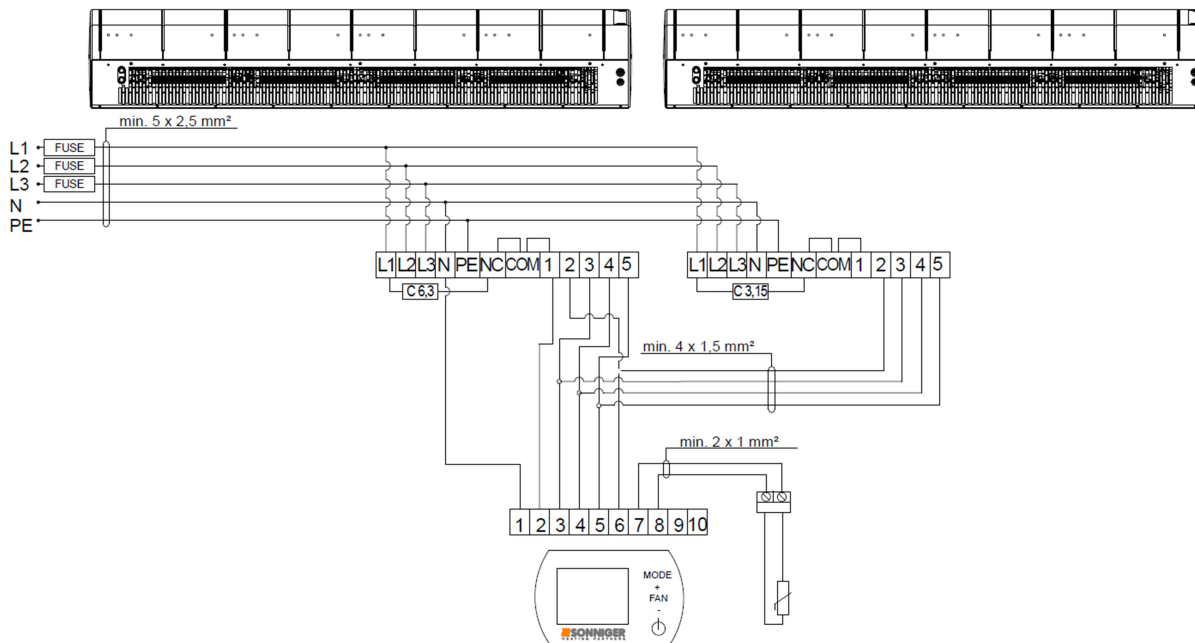 min. 5 x 2,5 mm²
L1 FUSE
L2 FUSE
L3 FUSE
N
PE
L1 L2 L3 N PE NC COM 1 2 3 4 5
L1 L2 L3 N PE NC COM 1 2 3 4 5
C 6,3
C 3,15
min. 4 x 1,5 mm²
min. 2 x 1 mm²
1 2 3 4 5 6 7 8 9 10
MODE
+
FAN
-
SONNIGER
HEATING PARTNERS